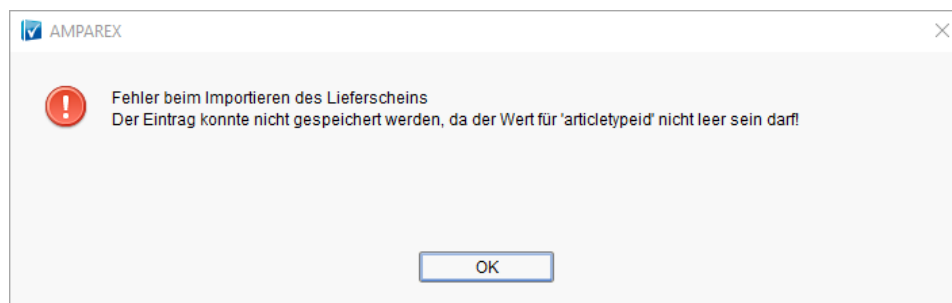 AMPAREX
Fehler beim Importieren des Lieferscheins
Der Eintrag konnte nicht gespeichert werden, da der Wert für 'articletypeid' nicht leer sein darf!
OK